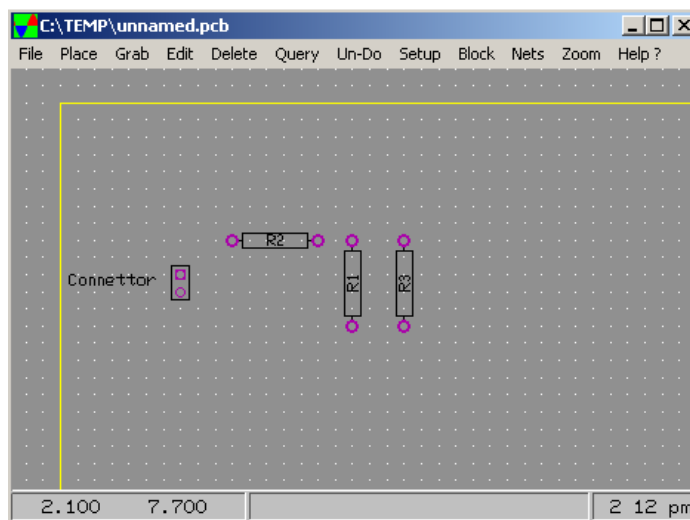 C:\TEMP\unnamed.pcb
File Place Grab Edit Delete Query Un-Do Setup Block Nets Zoom Help ?
R2
Connettor
R1
R3
2.100 7.700 2 12 pm